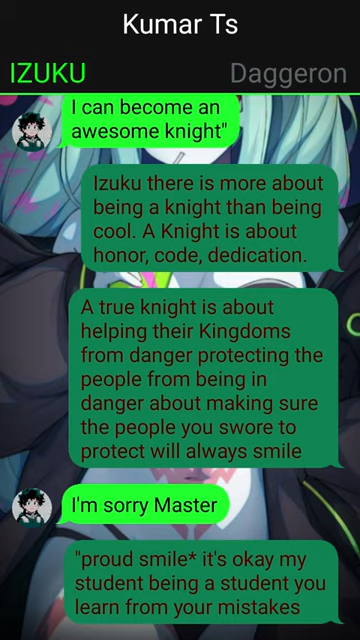 Kumar Ts
IZUKU
Daggeron
I can become an
awesome knight"
Izuku there is more about
being a knight than being
cool. A Knight is about
honor, code, dedication.
A true knight is about
helping their Kingdoms
from danger protecting the
people from being in
danger about making sure
the people you swore to
protect will always smile
I'm sorry Master
"proud smile* it's okay my
student being a student you
learn from your mistakes